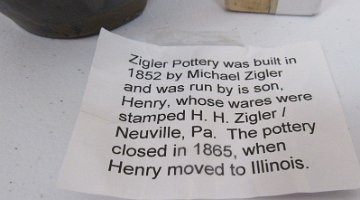 Zigler Pottery was built in
1852 by Michael Zigler
and was run by is son,
Henry, whose wares were
stamped H. H. Zigler /
Neuville, Pa. The pottery
closed in 1865, when
Henry moved to Illinois.